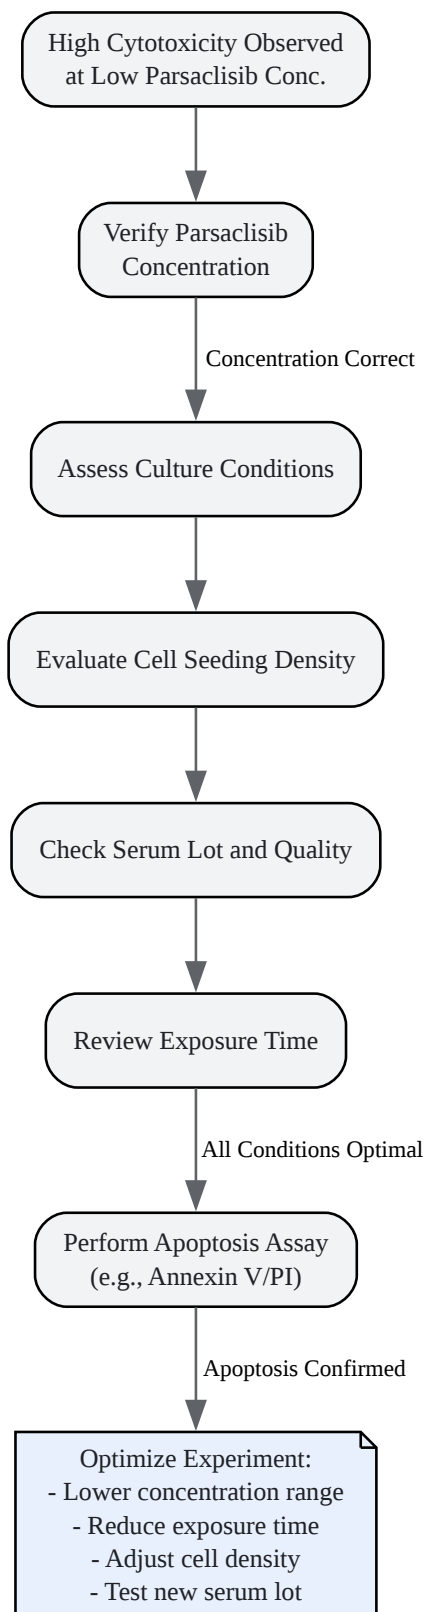 High Cytotoxicity Observed
at Low Parsaclisib Conc.
Verify Parsaclisib
Concentration
Concentration Correct
Assess Culture Conditions
Evaluate Cell Seeding Density
Check Serum Lot and Quality
Review Exposure Time
All Conditions Optimal
Perform Apoptosis Assay
(e.g., Annexin V/PI)
Apoptosis Confirmed
Optimize Experiment:
- Lower concentration range
- Reduce exposure time
- Adjust cell density
- Test new serum lot